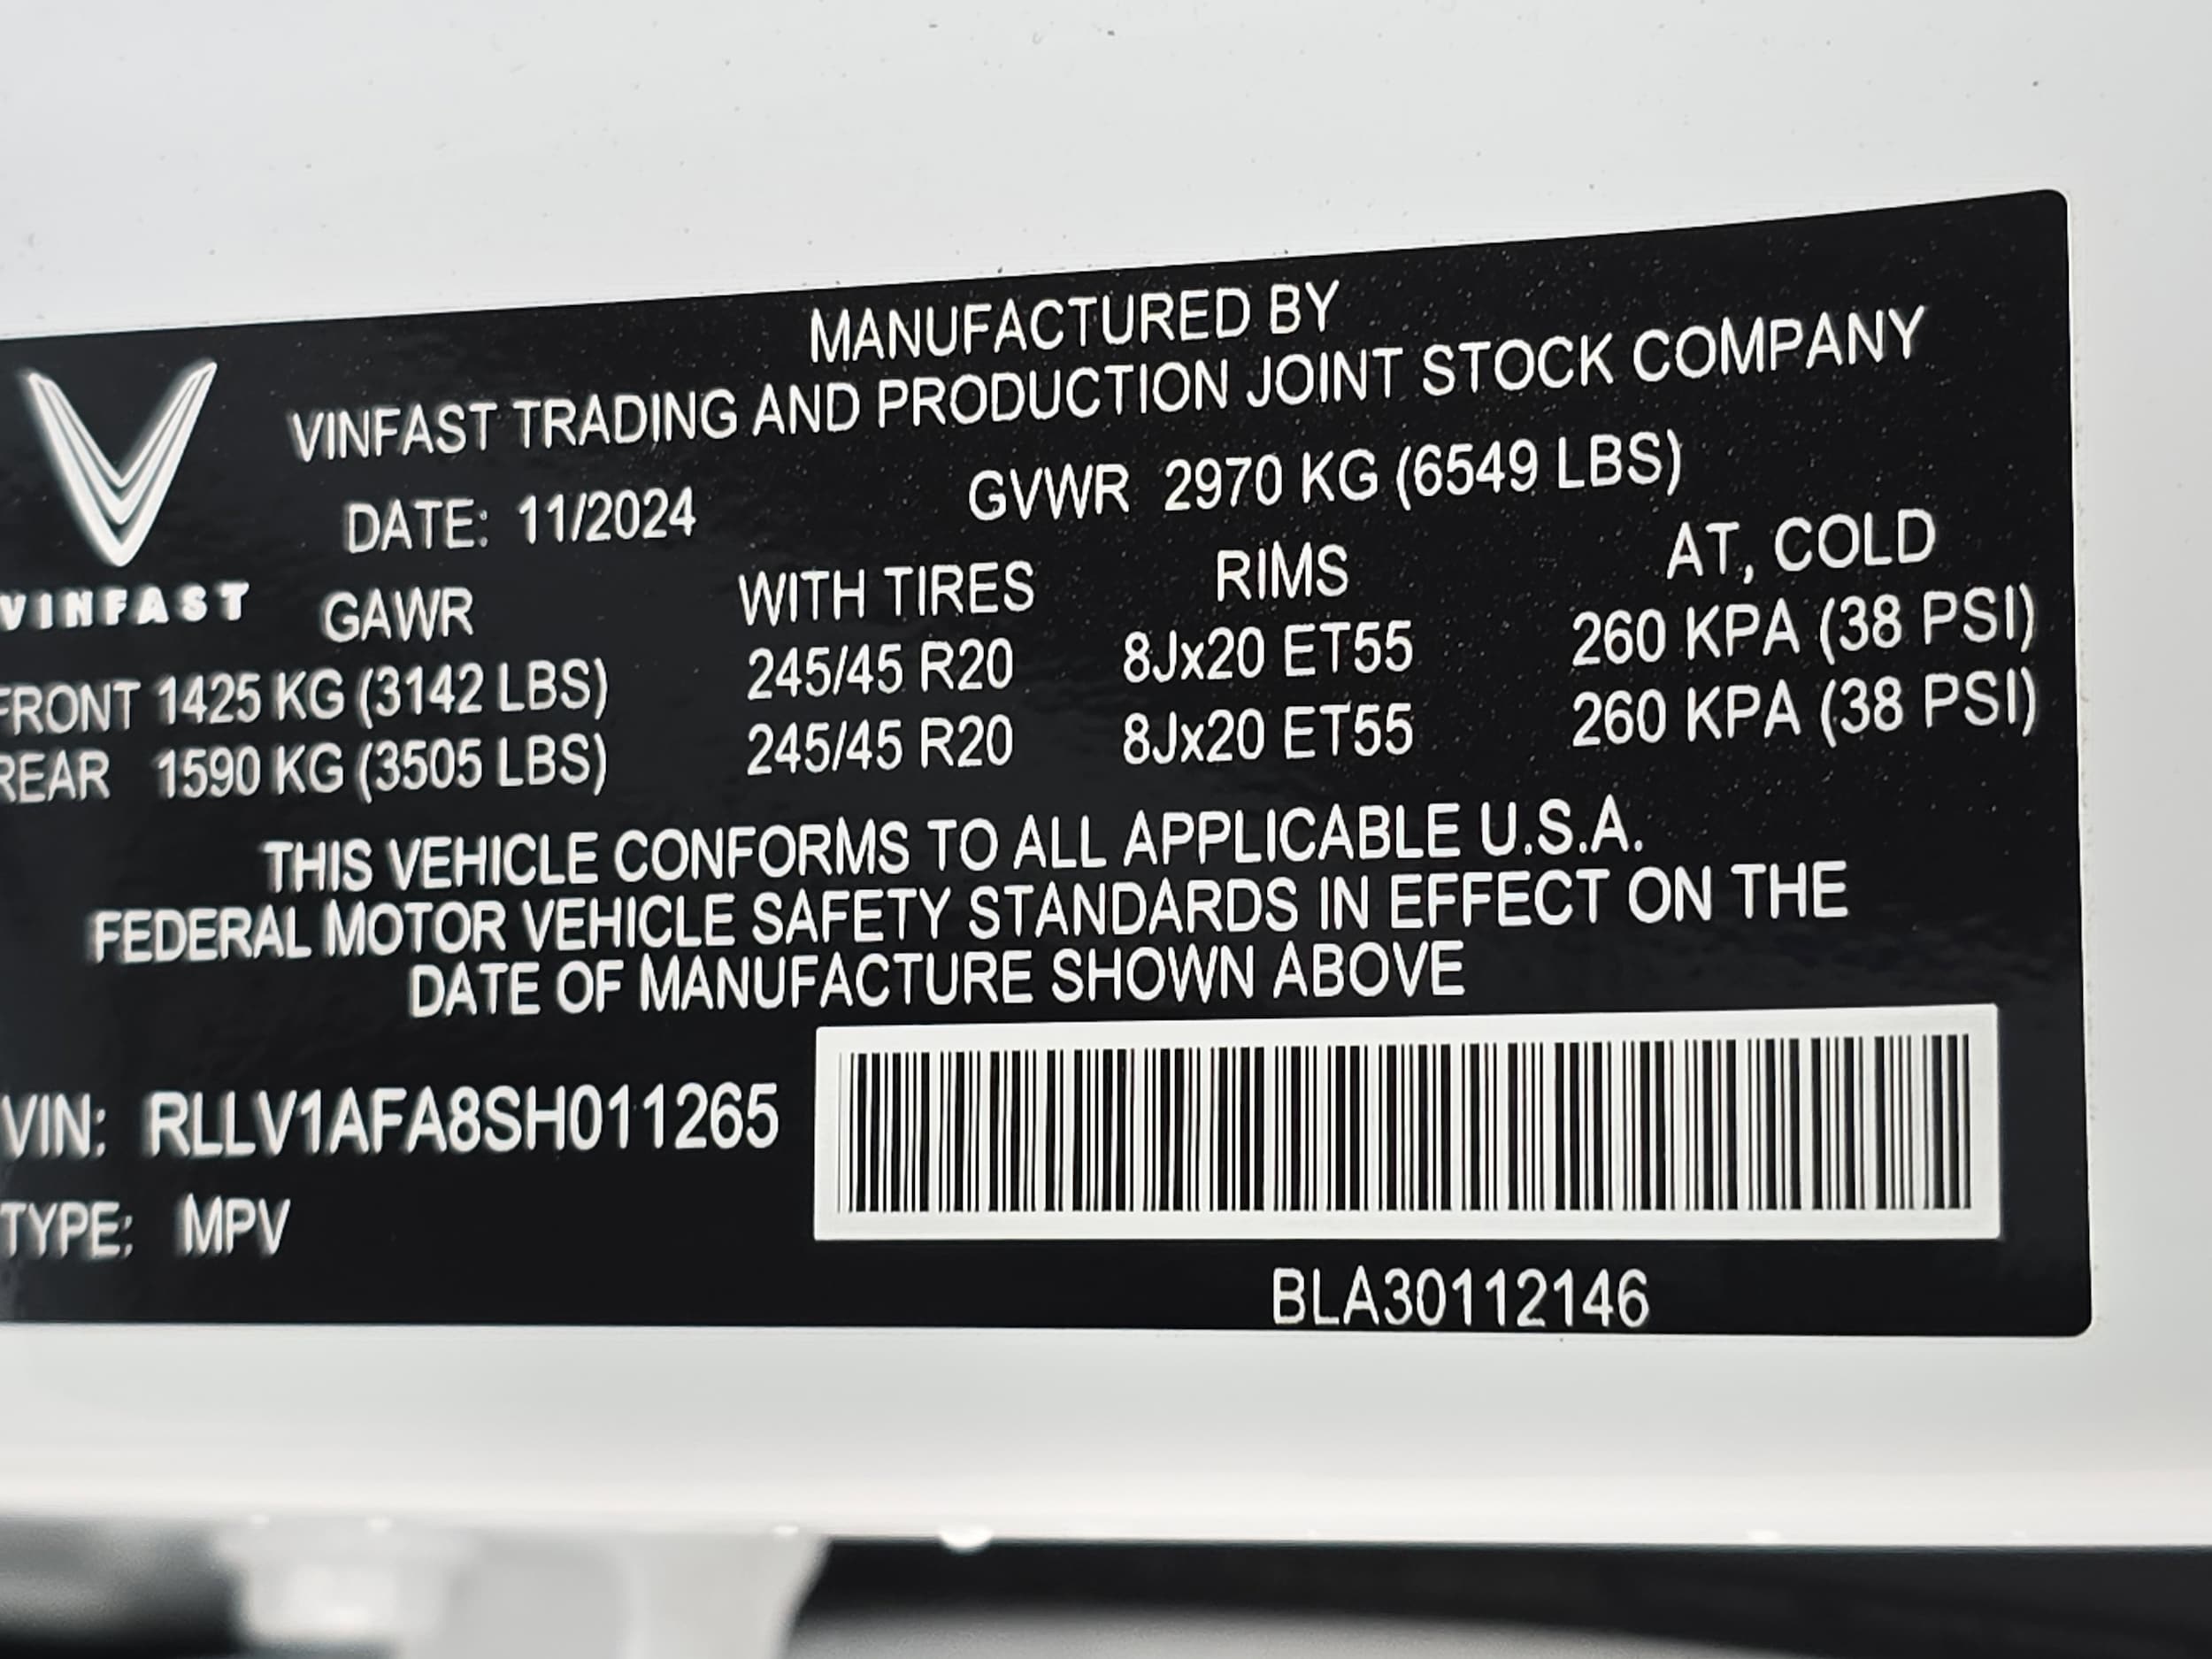 MANUFACTURED BY
VINFAST TRADING AND PRODUCTION JOINT STOCK COMPANY
DATE: 11/2024 GVWR 2970 KG (6549 LBS)
VINFAST
GAWR WITH TIRES RIMS AT, COLD
FRONT 1425 KG (3142 LBS) 245/45 R20 8Jx20 ET55 260 KPA (38 PSI)
REAR 1590 KG (3505 LBS) 245/45 R20 8Jx20 ET55 260 KPA (38 PSI)
THIS VEHICLE CONFORMS TO ALL APPLICABLE U.S.A.
FEDERAL MOTOR VEHICLE SAFETY STANDARDS IN EFFECT ON THE
DATE OF MANUFACTURE SHOWN ABOVE
VIN: RLLV1AFA8SH011265
TYPE: MPV
BLA30112146